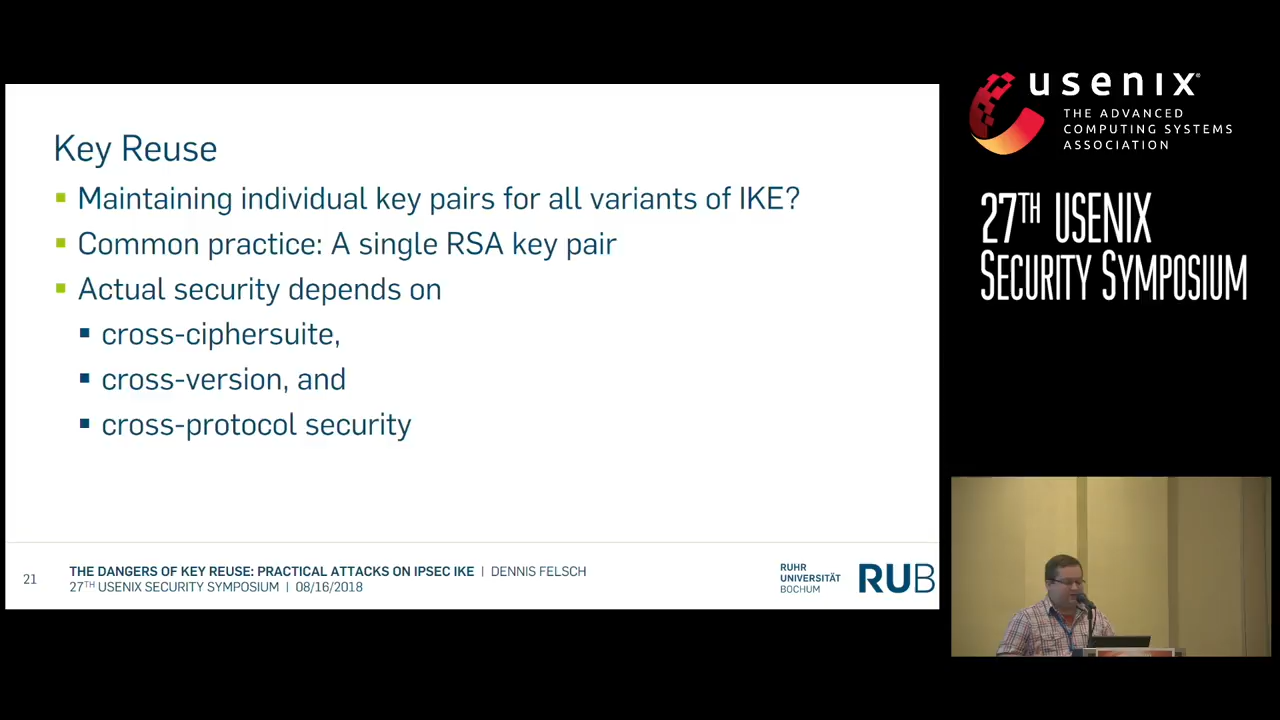 Key Reuse
Maintaining individual key pairs for all variants of IKE?
Common practice: A single RSA key pair
Actual security depends on
cross-ciphersuite,
cross-version, and
cross-protocol security
21
THE DANGERS OF KEY REUSE: PRACTICAL ATTACKS ON IPSEC IKE | DENNIS FELSCH
27TH USENIX SECURITY SYMPOSIUM | 08/16/2018
RUHR
UNIVERSITÄT
BOCHUM
RUB
usenix
THE ADVANCED
COMPUTING SYSTEMS
ASSOCIATION
27TH USENIX
SECURITY SYMPOSIUM